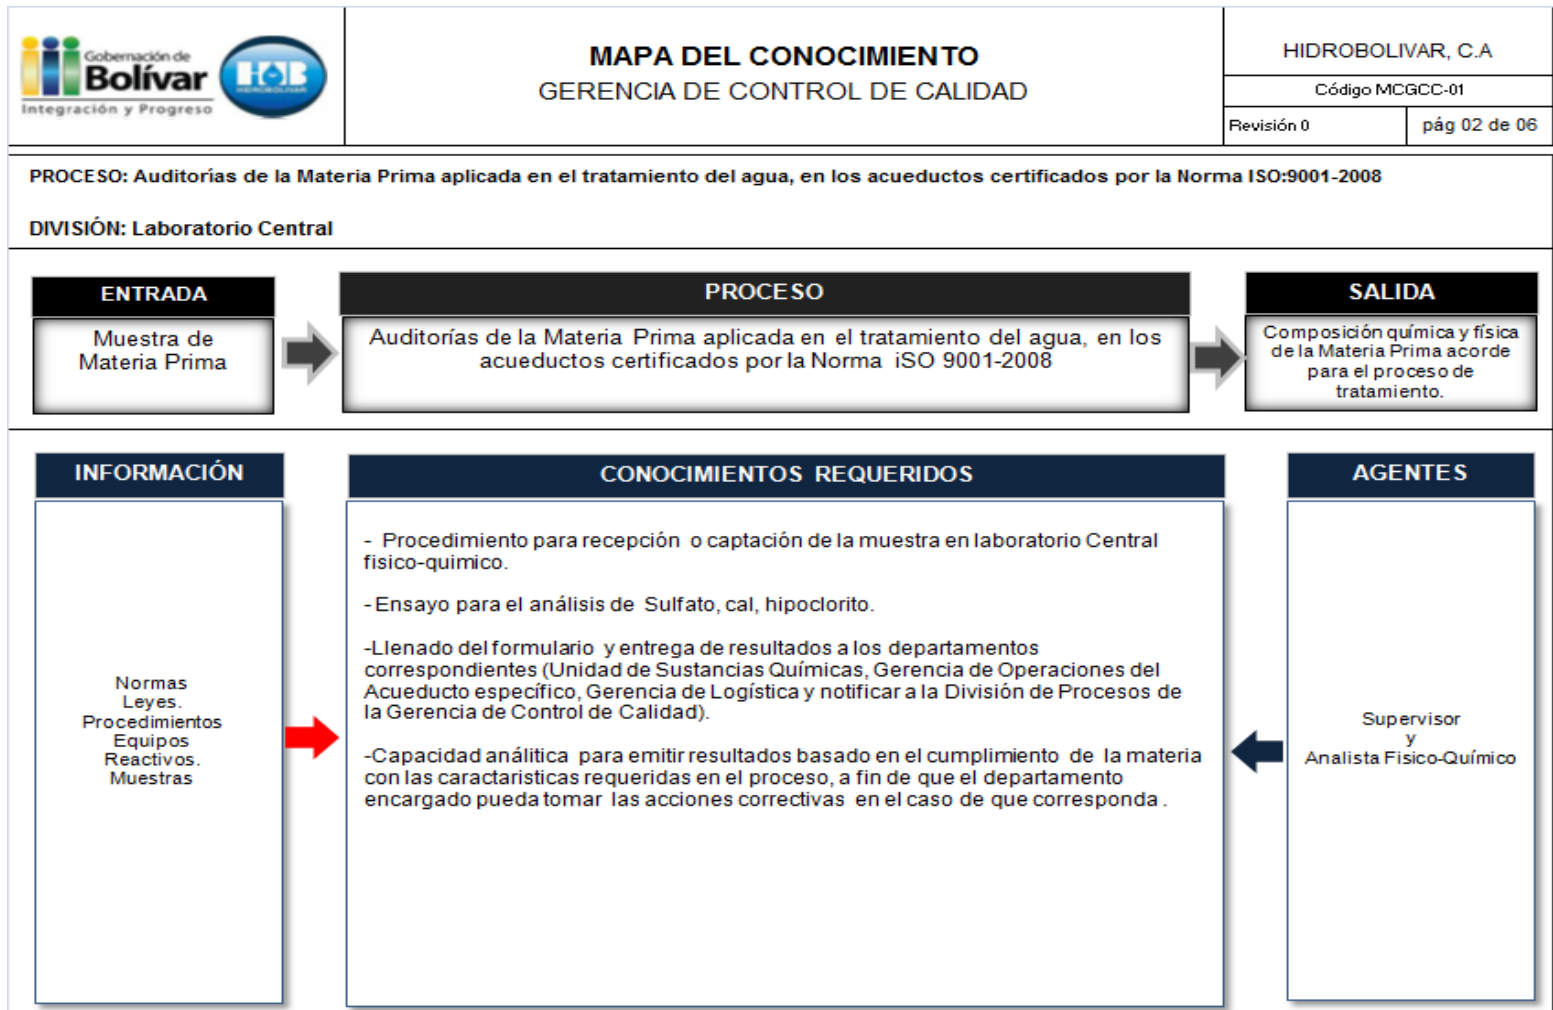 Gobernación de
Bolívar
Integración y Progreso
HOB
HIDROBOLIVAR
MAPA DEL CONOCIMIENTO
GERENCIA DE CONTROL DE CALIDAD
HIDROBOLIVAR, C.A
Código MCGCC-01
Revisión 0
pág 02 de 06
PROCESO: Auditorías de la Materia Prima aplicada en el tratamiento del agua, en los acueductos certificados por la Norma ISO:9001-2008
DIVISIÓN: Laboratorio Central
ENTRADA
Muestra de
Materia Prima
PROCESO
Auditorías de la Materia Prima aplicada en el tratamiento del agua, en los
acueductos certificados por la Norma iSO 9001-2008
SALIDA
Composición química y física
de la Materia Prima acorde
para el proceso de
tratamiento.
INFORMACIÓN
Normas
Leyes.
Procedimientos
Equipos
Reactivos.
Muestras
CONOCIMIENTOS REQUERIDOS
- Procedimiento para recepción o captación de la muestra en laboratorio Central
fisico-quimico.
- Ensayo para el análisis de Sulfato, cal, hipoclorito.
-Llenado del formulario y entrega de resultados a los departamentos
correspondientes (Unidad de Sustancias Químicas, Gerencia de Operaciones del
Acueducto específico, Gerencia de Logística y notificar a la División de Procesos de
la Gerencia de Control de Calidad).
-Capacidad análitica para emitir resultados basado en el cumplimiento de la materia
con las caractaristicas requeridas en el proceso, a fin de que el departamento
encargado pueda tomar las acciones correctivas en el caso de que corresponda .
AGENTES
Supervisor
y
Analista Fisico-Químico